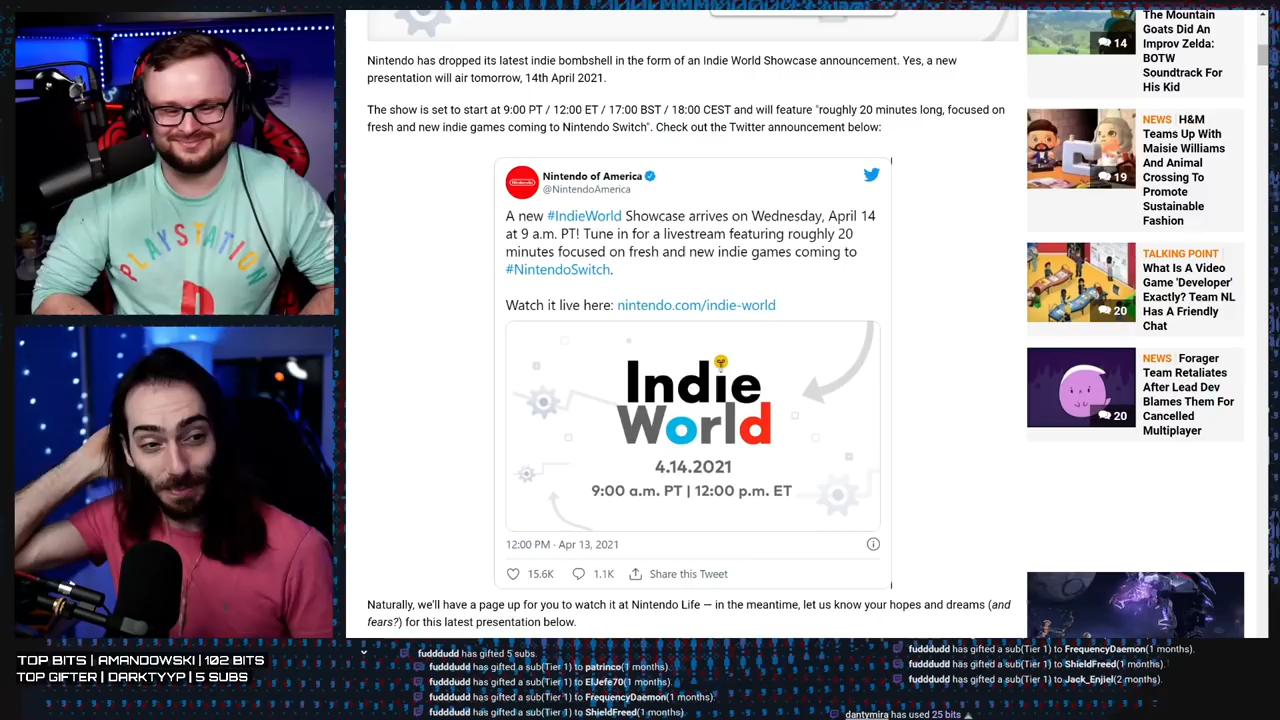 PLAYSTATION
TOP BITS | AMANDOWSKI | 102 BITS
TOP GIFTER | DARKTYYP | 5 SUBS
Nintendo has dropped its latest indie bombshell in the form of an Indie World Showcase announcement. Yes, a new
presentation will air tomorrow, 14th April 2021.
The show is set to start at 9:00 PT / 12:00 ET / 17:00 BST / 18:00 CEST and will feature "roughly 20 minutes long, focused on
fresh and new indie games coming to Nintendo Switch". Check out the Twitter announcement below:
Nintendo
Nintendo of America
@NintendoAmerica
A new #IndieWorld Showcase arrives on Wednesday, April 14
at 9 a.m. PT! Tune in for a livestream featuring roughly 20
minutes focused on fresh and new indie games coming to
#NintendoSwitch.
Watch it live here: nintendo.com/indie-world
Indie
World
4.14.2021
9:00 a.m. PT | 12:00 p.m. ET
12:00 PM · Apr 13, 2021
15.6K 1.1K Share this Tweet
Naturally, we'll have a page up for you to watch it at Nintendo Life — in the meantime, let us know your hopes and dreams (and
fears?) for this latest presentation below.
The Mountain
Goats Did An
Improv Zelda:
BOTW
Soundtrack For
His Kid
14
NEWS H&M
Teams Up With
Maisie Williams
And Animal
Crossing To
Promote
Sustainable
Fashion
19
TALKING POINT
What Is A Video
Game 'Developer'
Exactly? Team NL
Has A Friendly
Chat
20
NEWS Forager
Team Retaliates
After Lead Dev
Blames Them For
Cancelled
Multiplayer
20
fudddudd has gifted 5 subs.
fudddudd has gifted a sub(Tier 1) to patrinco(1 months).
fudddudd has gifted a sub(Tier 1) to ElJefe70(1 months).
fudddudd has gifted a sub(Tier 1) to FrequencyDaemon(1 months).
fudddudd has gifted a sub(Tier 1) to ShieldFreed(1 months).
fudddudd has gifted a sub(Tier 1) to FrequencyDaemon(1 months).
fudddudd has gifted a sub(Tier 1) to ShieldFreed(1 months).
fudddudd has gifted a sub(Tier 1) to Jack_Enjiel(2 months).
dantymira has used 25 bits